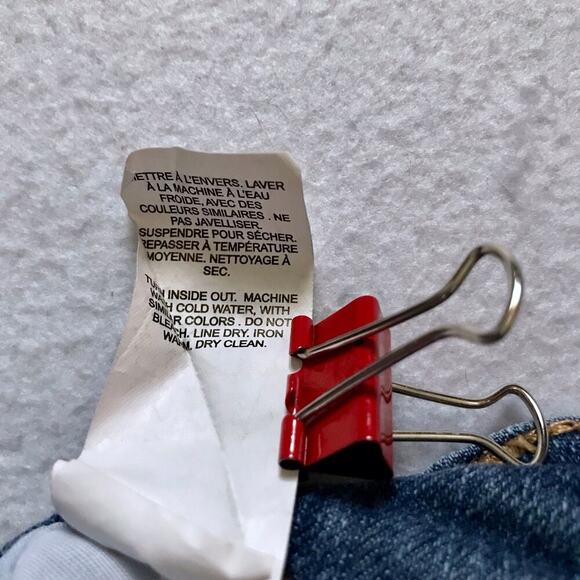 METTRE À L'ENVERS. LAVER
À LA MACHINE À L'EAU
FROIDE, AVEC DES
COULEURS SIMILAIRES . NE
PAS JAVELLISER.
SUSPENDRE POUR SÉCHER.
REPASSER À TEMPÉRATURE
MOYENNE. NETTOYAGE À
SEC.
TURN INSIDE OUT. MACHINE
WASH COLD WATER, WITH
SIMILAR COLORS . DO NOT
BLEACH. LINE DRY. IRON
WARM. DRY CLEAN.